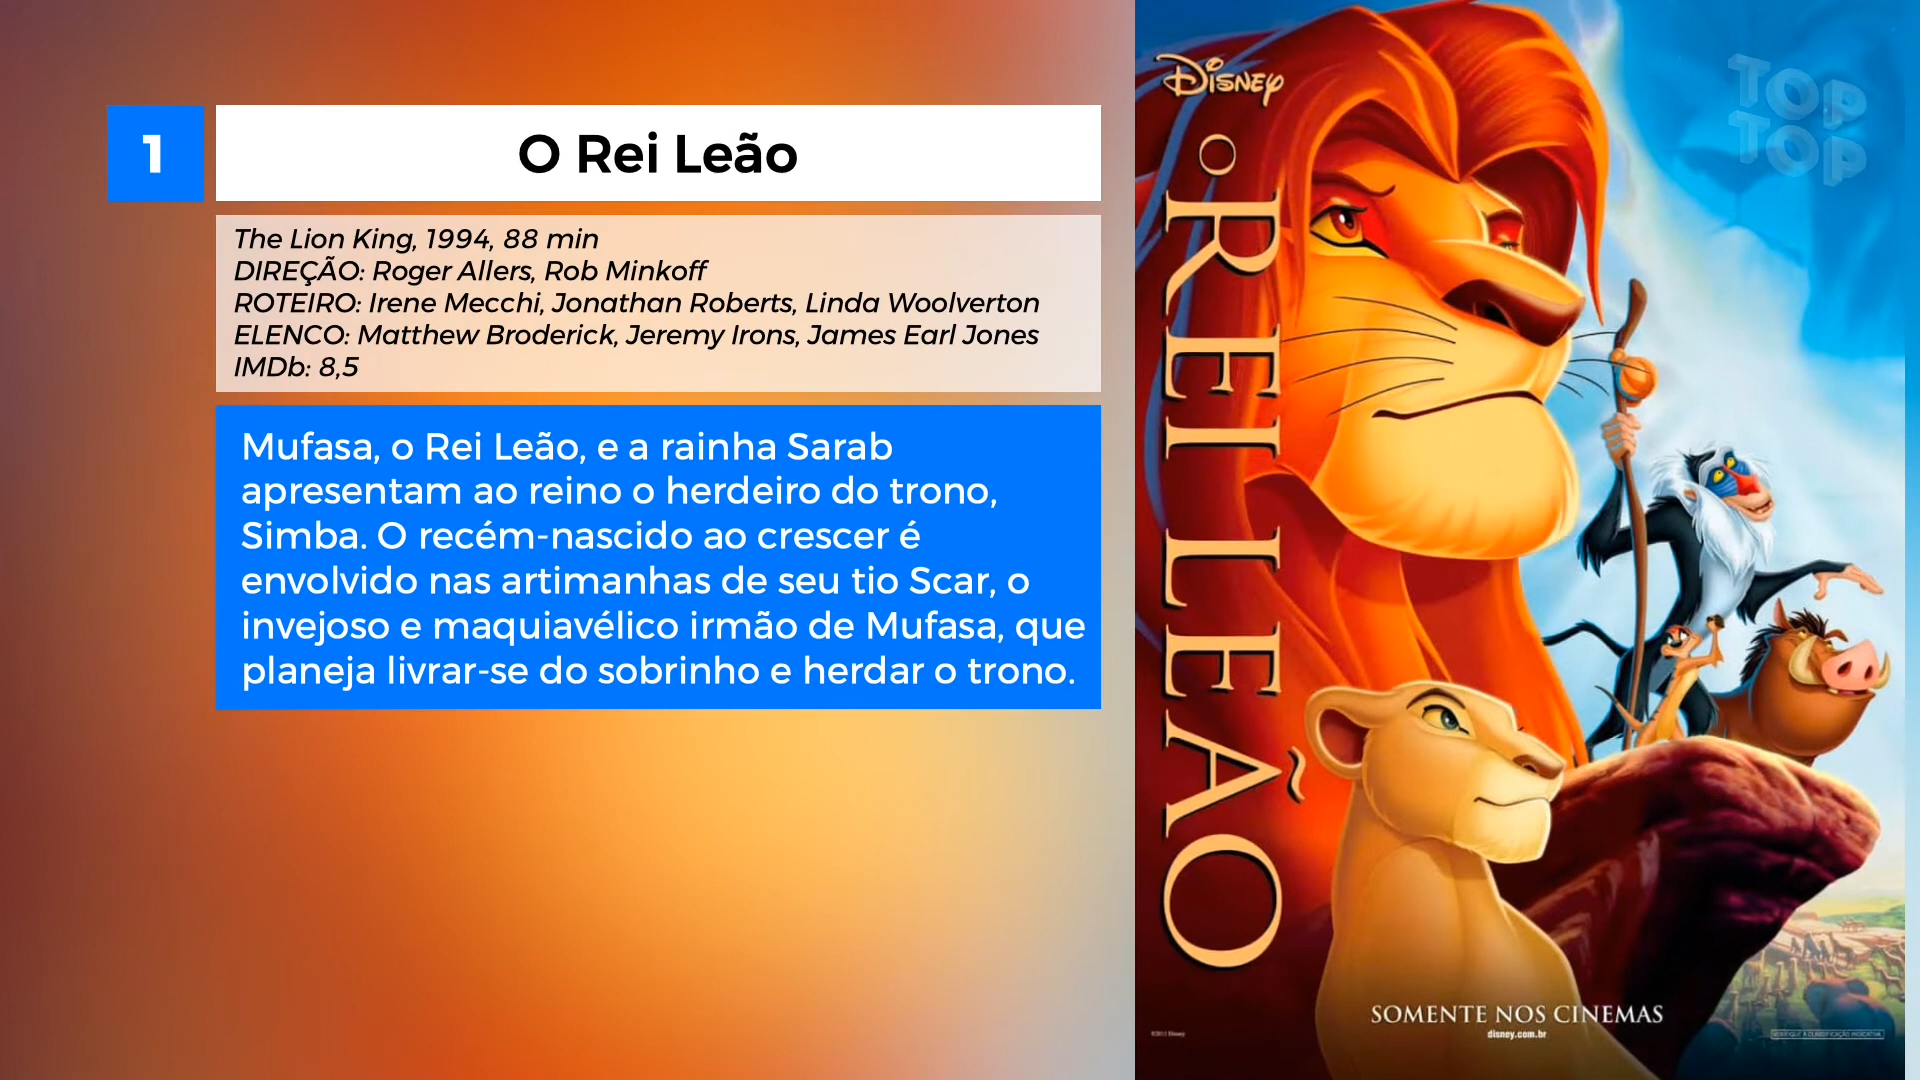 1
O Rei Leão
The Lion King, 1994, 88 min
DIREÇÃO: Roger Allers, Rob Minkoff
ROTEIRO: Irene Mecchi, Jonathan Roberts, Linda Woolverton
ELENCO: Matthew Broderick, Jeremy Irons, James Earl Jones
IMDb: 8,5
Mufasa, o Rei Leão, e a rainha Sarab
apresentam ao reino o herdeiro do trono,
Simba. O recém-nascido ao crescer é
envolvido nas artimanhas de seu tio Scar, o
invejoso e maquiavélico irmão de Mufasa, que
planeja livrar-se do sobrinho e herdar o trono.
DISNEY
O REI LEÃO
TOP
TOP
SOMENTE NOS CINEMAS
disney.com.br
VERIFIQUE A CLASSIFICAÇÃO INDICATIVA